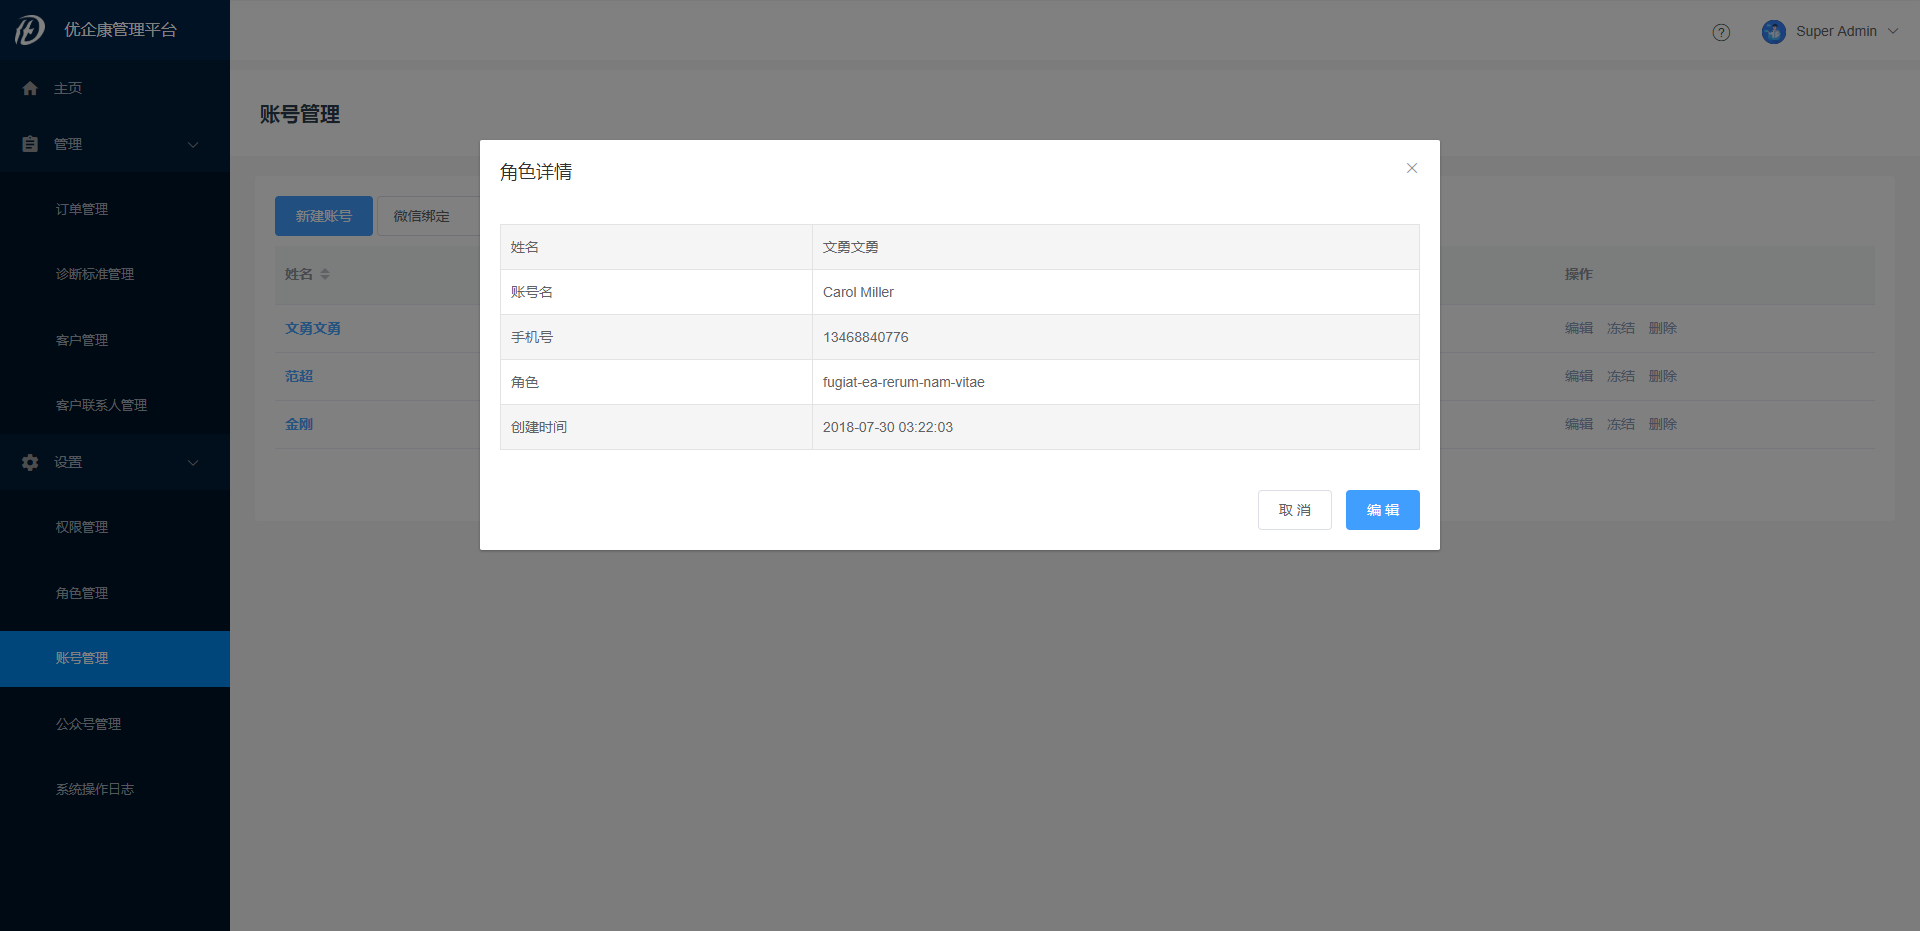 优企康管理平台
Super Admin
主页
管理
订单管理
诊断标准管理
客户管理
客户联系人管理
设置
权限管理
角色管理
账号管理
公众号管理
系统操作日志
账号管理
新建账号 微信绑定
姓名 操作
文勇文勇 编辑 冻结 删除
范超 编辑 冻结 删除
金刚 编辑 冻结 删除
角色详情
姓名 文勇文勇
账号名 Carol Miller
手机号 13468840776
角色 fugiat-ea-rerum-nam-vitae
创建时间 2018-07-30 03:22:03
取 消 编 辑